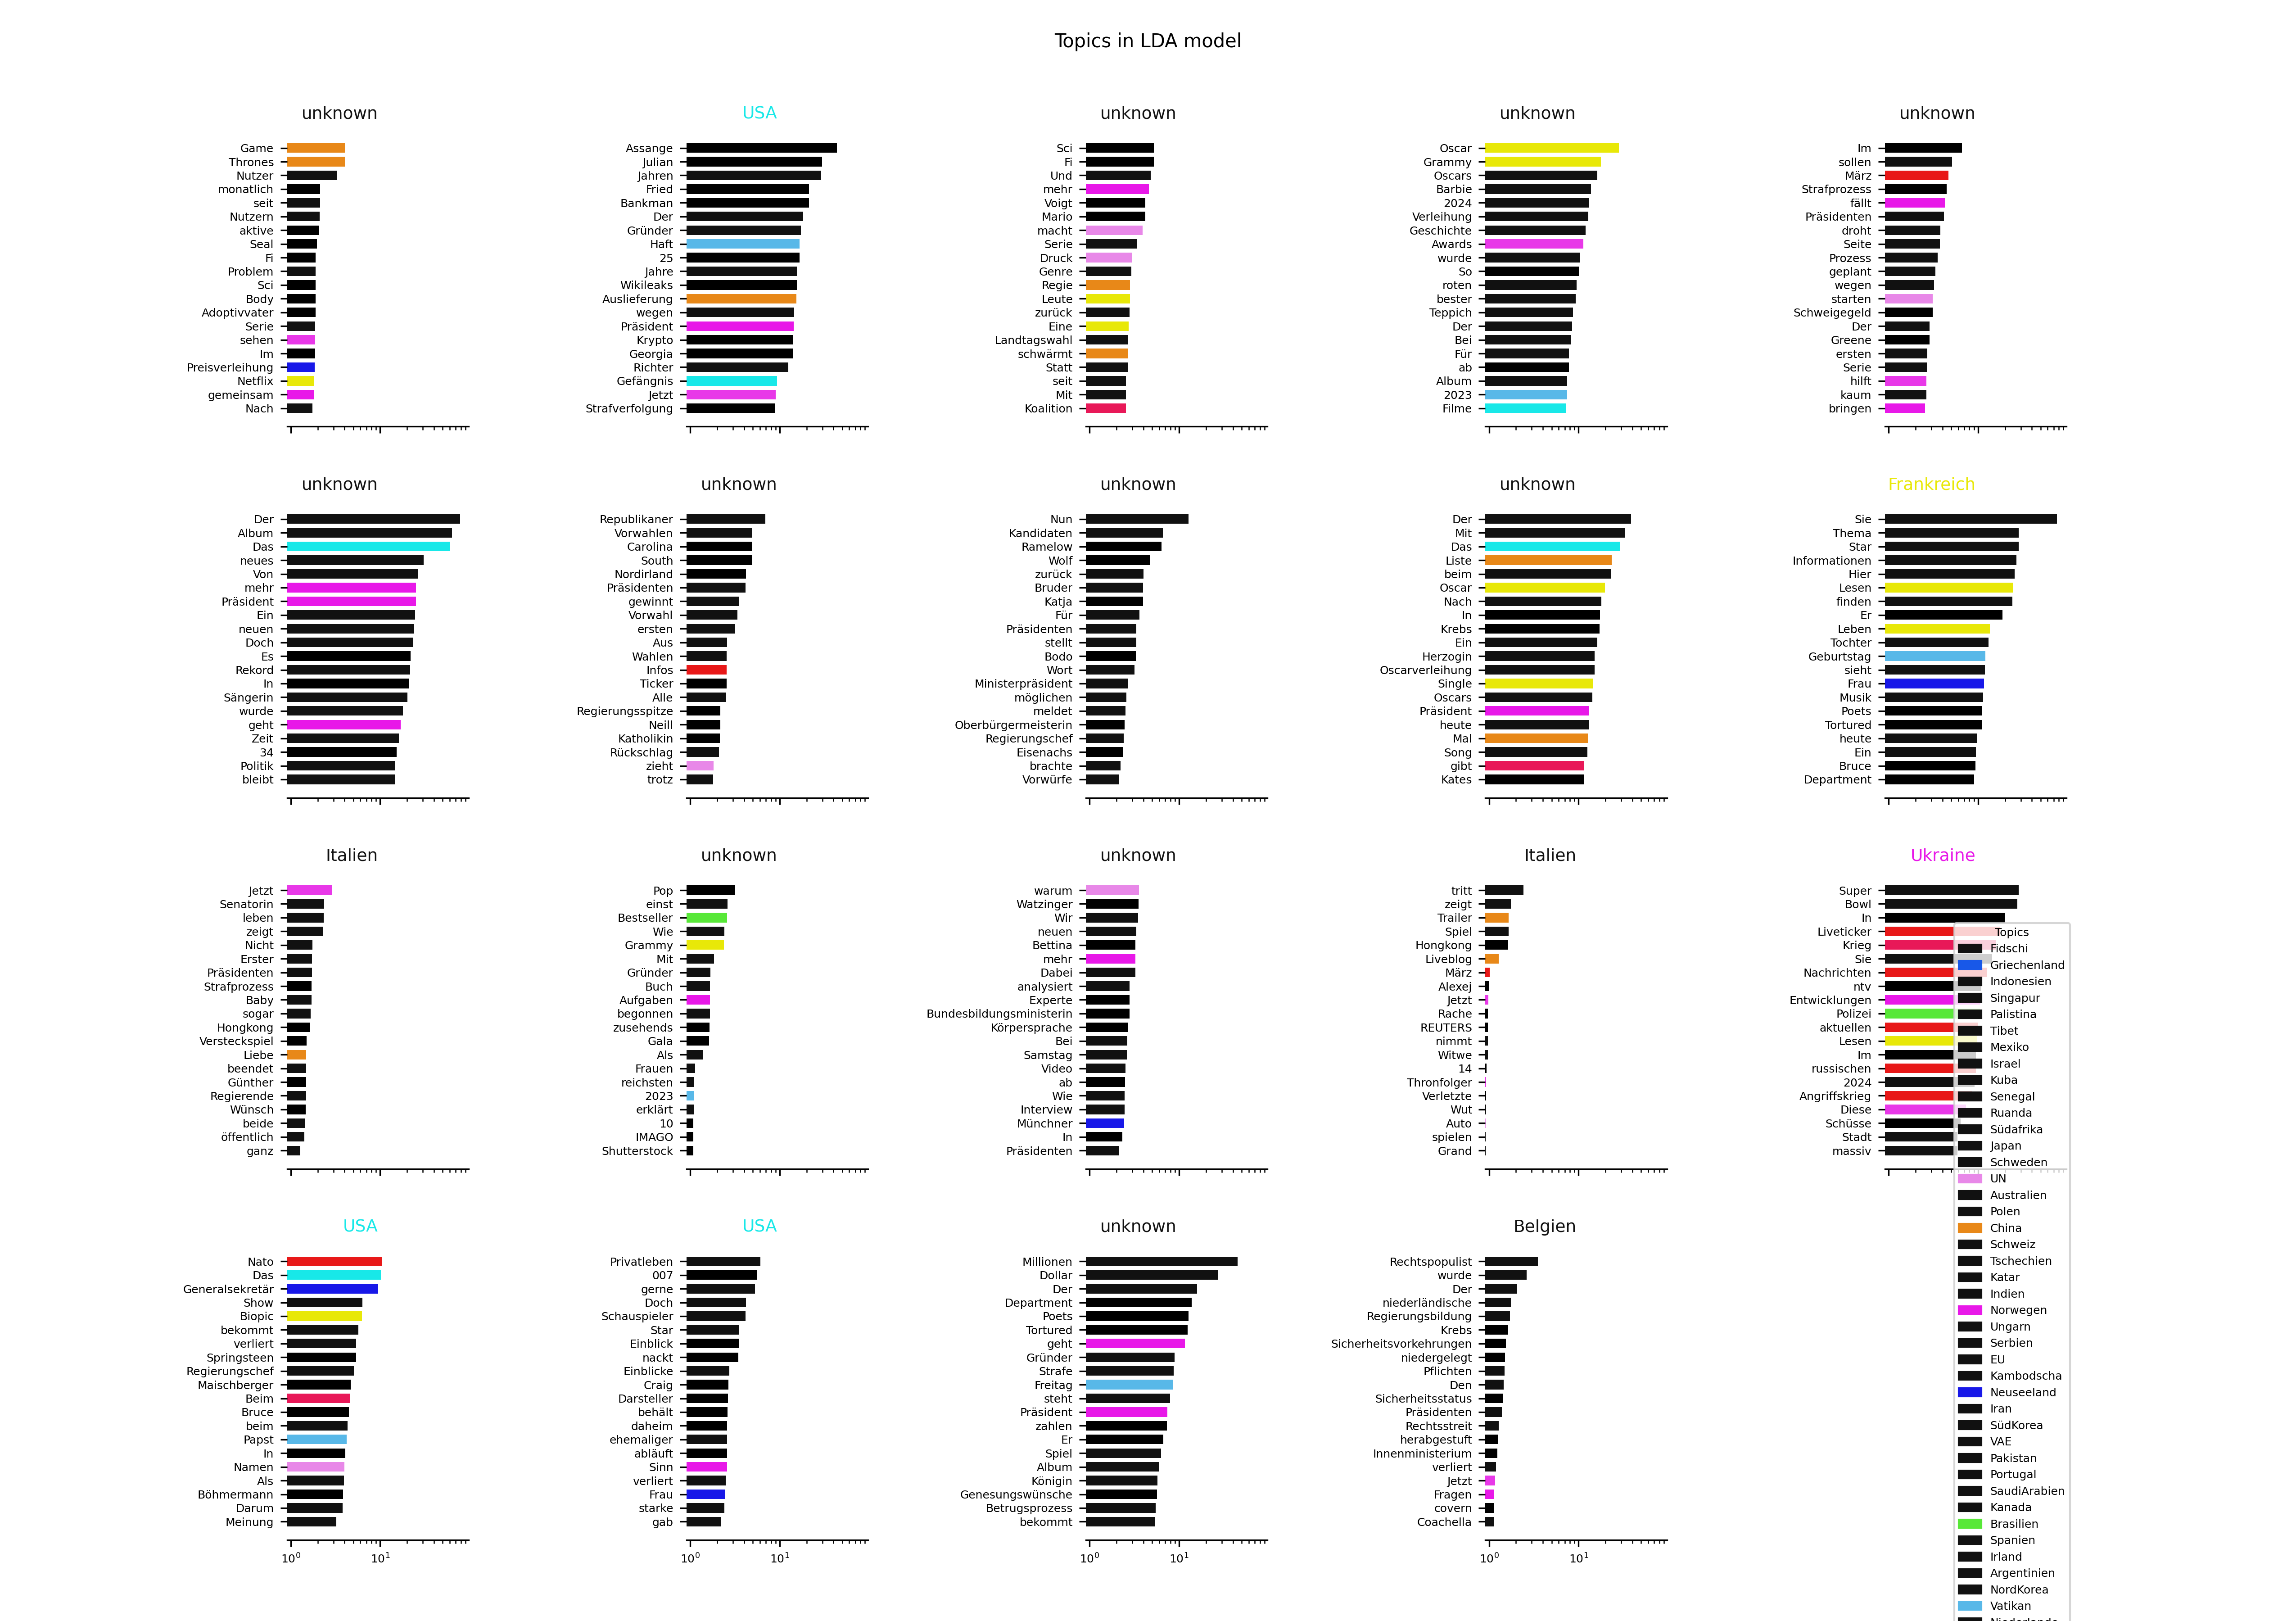 Topics in LDA model
unknown
Game
Thrones
Nutzer
monatlich
seit
Nutzern
aktive
Seal
Fi
Problem
Sci
Body
Adoptivvater
Serie
sehen
Im
Preisverleihung
Netflix
gemeinsam
Nach
USA
Assange
Julian
Jahren
Fried
Bankman
Der
Gründer
Haft
25
Jahre
Wikileaks
Auslieferung
wegen
Präsident
Krypto
Georgia
Richter
Gefängnis
Jetzt
Strafverfolgung
unknown
Sci
Fi
Und
mehr
Voigt
Mario
macht
Serie
Druck
Genre
Regie
Leute
zurück
Eine
Landtagswahl
schwärmt
Statt
seit
Mit
Koalition
unknown
Oscar
Grammy
Oscars
Barbie
2024
Verleihung
Geschichte
Awards
wurde
So
roten
bester
Teppich
Der
Bei
Für
ab
Album
2023
Filme
unknown
Im
sollen
März
Strafprozess
fällt
Präsidenten
droht
Seite
Prozess
geplant
wegen
starten
Schweigegeld
Der
Greene
ersten
Serie
hilft
kaum
bringen
unknown
Der
Album
Das
neues
Von
mehr
Präsident
Ein
neuen
Doch
Es
Rekord
In
Sängerin
wurde
geht
Zeit
34
Politik
bleibt
unknown
Republikaner
Vorwahlen
Carolina
South
Nordirland
Präsidenten
gewinnt
Vorwahl
ersten
Aus
Wahlen
Infos
Ticker
Alle
Regierungsspitze
Neill
Katholikin
Rückschlag
zieht
trotz
unknown
Nun
Kandidaten
Ramelow
Wolf
zurück
Bruder
Katja
Für
Präsidenten
stellt
Bodo
Wort
Ministerpräsident
möglichen
meldet
Oberbürgermeisterin
Regierungschef
Eisenachs
brachte
Vorwürfe
unknown
Der
Mit
Das
Liste
beim
Oscar
Nach
In
Krebs
Ein
Herzogin
Oscarverleihung
Single
Oscars
Präsident
heute
Mal
Song
gibt
Kates
Frankreich
Sie
Thema
Star
Informationen
Hier
Lesen
finden
Er
Leben
Tochter
Geburtstag
sieht
Frau
Musik
Poets
Tortured
heute
Ein
Bruce
Department
Italien
Jetzt
Senatorin
leben
zeigt
Nicht
Erster
Präsidenten
Strafprozess
Baby
sogar
Hongkong
Versteckspiel
Liebe
beendet
Günther
Regierende
Wünsch
beide
öffentlich
ganz
unknown
Pop
einst
Bestseller
Wie
Grammy
Mit
Gründer
Buch
Aufgaben
begonnen
zusehends
Gala
Als
Frauen
reichsten
2023
erklärt
10
IMAGO
Shutterstock
unknown
warum
Watzinger
Wir
neuen
Bettina
mehr
Dabei
analysiert
Experte
Bundesbildungsministerin
Körpersprache
Bei
Samstag
Video
ab
Wie
Interview
Münchner
In
Präsidenten
Italien
tritt
zeigt
Trailer
Spiel
Hongkong
Liveblog
März
Alexej
Jetzt
Rache
REUTERS
nimmt
Witwe
14
Thronfolger
Verletzte
Wut
Auto
spielen
Grand
Ukraine
Super
Bowl
In
Liveticker
Krieg
Sie
Nachrichten
ntv
Entwicklungen
Polizei
aktuellen
Lesen
Im
russischen
2024
Angriffskrieg
Diese
Schüsse
Stadt
massiv
USA
Nato
Das
Generalsekretär
Show
Biopic
bekommt
verliert
Springsteen
Regierungschef
Maischberger
Beim
Bruce
beim
Papst
In
Namen
Als
Böhmermann
Darum
Meinung
10⁰ 10¹
USA
Privatleben
007
gerne
Doch
Schauspieler
Star
Einblick
nackt
Einblicke
Craig
Darsteller
behält
daheim
ehemaliger
abläuft
Sinn
verliert
Frau
starke
gab
10⁰ 10¹
unknown
Millionen
Dollar
Der
Department
Poets
Tortured
geht
Gründer
Strafe
Freitag
steht
Präsident
zahlen
Er
Spiel
Album
Königin
Genesungswünsche
Betrugsprozess
bekommt
10⁰ 10¹
Belgien
Rechtspopulist
wurde
Der
niederländische
Regierungsbildung
Krebs
Sicherheitsvorkehrungen
niedergelegt
Pflichten
Den
Sicherheitsstatus
Präsidenten
Rechtsstreit
herabgestuft
Innenministerium
verliert
Jetzt
Fragen
covern
Coachella
10⁰ 10¹
Topics
Fidschi
Griechenland
Indonesien
Singapur
Palistina
Tibet
Mexiko
Israel
Kuba
Senegal
Ruanda
Südafrika
Japan
Schweden
UN
Australien
Polen
China
Schweiz
Tschechien
Katar
Indien
Norwegen
Ungarn
Serbien
EU
Kambodscha
Neuseeland
Iran
SüdKorea
VAE
Pakistan
Portugal
SaudiArabien
Kanada
Brasilien
Spanien
Irland
Argentinien
NordKorea
Vatikan